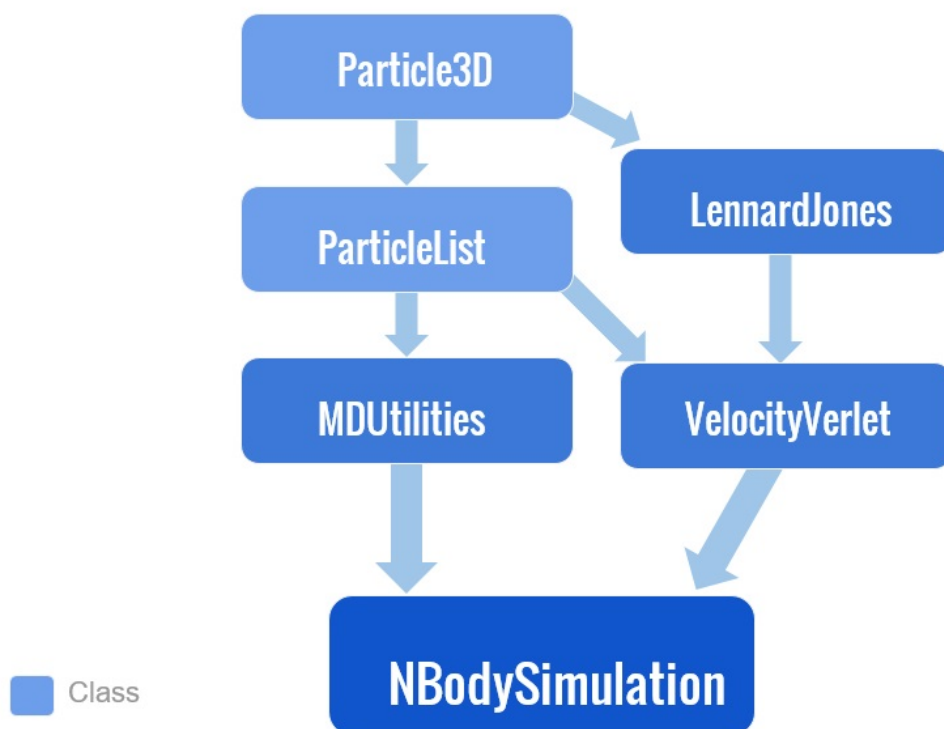 Particle3D
LennardJones
ParticleList
MDUtilities
VelocityVerlet
NBodySimulation
Class